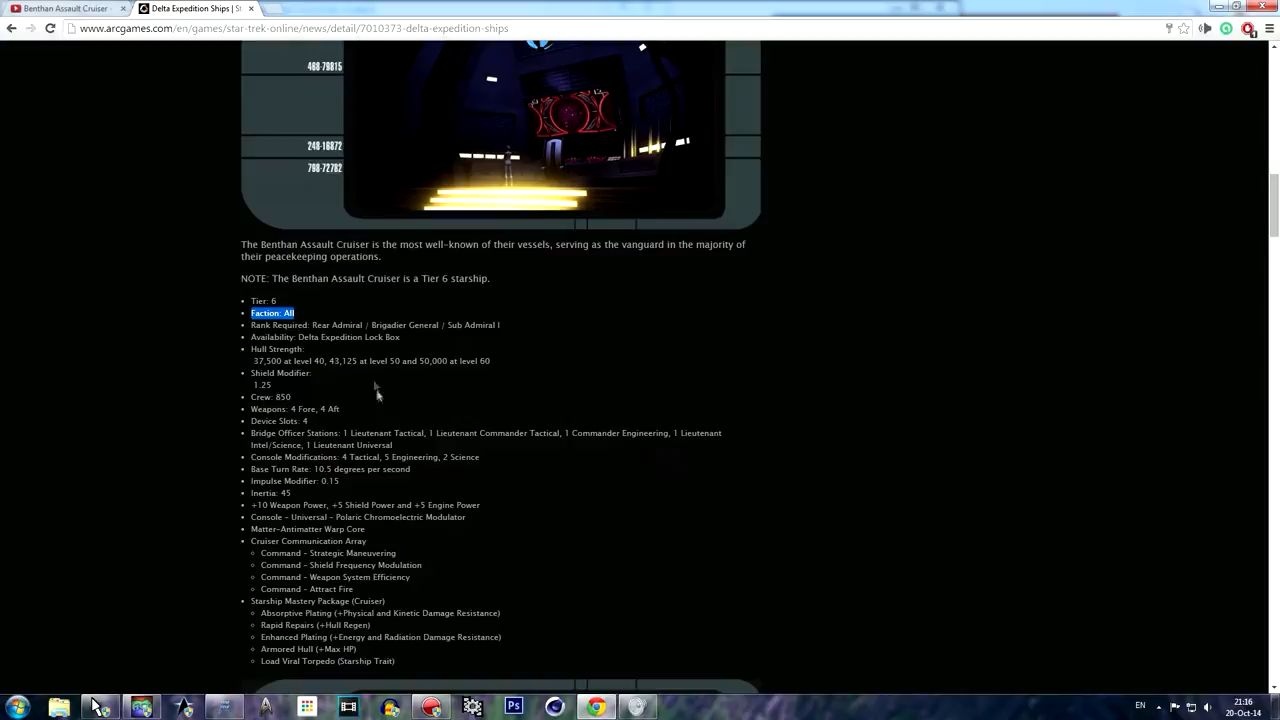 Benthan Assault Cruiser
Delta Expedition Ships | St
www.arcgames.com/en/games/star-trek-online/news/detail/7010373-delta-expedition-ships
468-79815
248-16872
768-72782
The Benthan Assault Cruiser is the most well-known of their vessels, serving as the vanguard in the majority of
their peacekeeping operations.
NOTE: The Benthan Assault Cruiser is a Tier 6 starship.
Tier: 6
Faction: All
Rank Required: Rear Admiral / Brigadier General / Sub Admiral I
Availability: Delta Expedition Lock Box
Hull Strength:
37,500 at level 40, 43,125 at level 50 and 50,000 at level 60
Shield Modifier:
1.25
Crew: 850
Weapons: 4 Fore, 4 Aft
Device Slots: 4
Bridge Officer Stations: 1 Lieutenant Tactical, 1 Lieutenant Commander Tactical, 1 Commander Engineering, 1 Lieutenant
Intel/Science, 1 Lieutenant Universal
Console Modifications: 4 Tactical, 5 Engineering, 2 Science
Base Turn Rate: 10.5 degrees per second
Impulse Modifier: 0.15
Inertia: 45
+10 Weapon Power, +5 Shield Power and +5 Engine Power
Console - Universal - Polaric Chromoelectric Modulator
Matter-Antimatter Warp Core
Cruiser Communication Array
Command - Strategic Maneuvering
Command - Shield Frequency Modulation
Command - Weapon System Efficiency
Command - Attract Fire
Starship Mastery Package (Cruiser)
Absorptive Plating (+Physical and Kinetic Damage Resistance)
Rapid Repairs (+Hull Regen)
Enhanced Plating (+Energy and Radiation Damage Resistance)
Armored Hull (+Max HP)
Load Viral Torpedo (Starship Trait)
Ps
EN
21:16
20-Oct-14